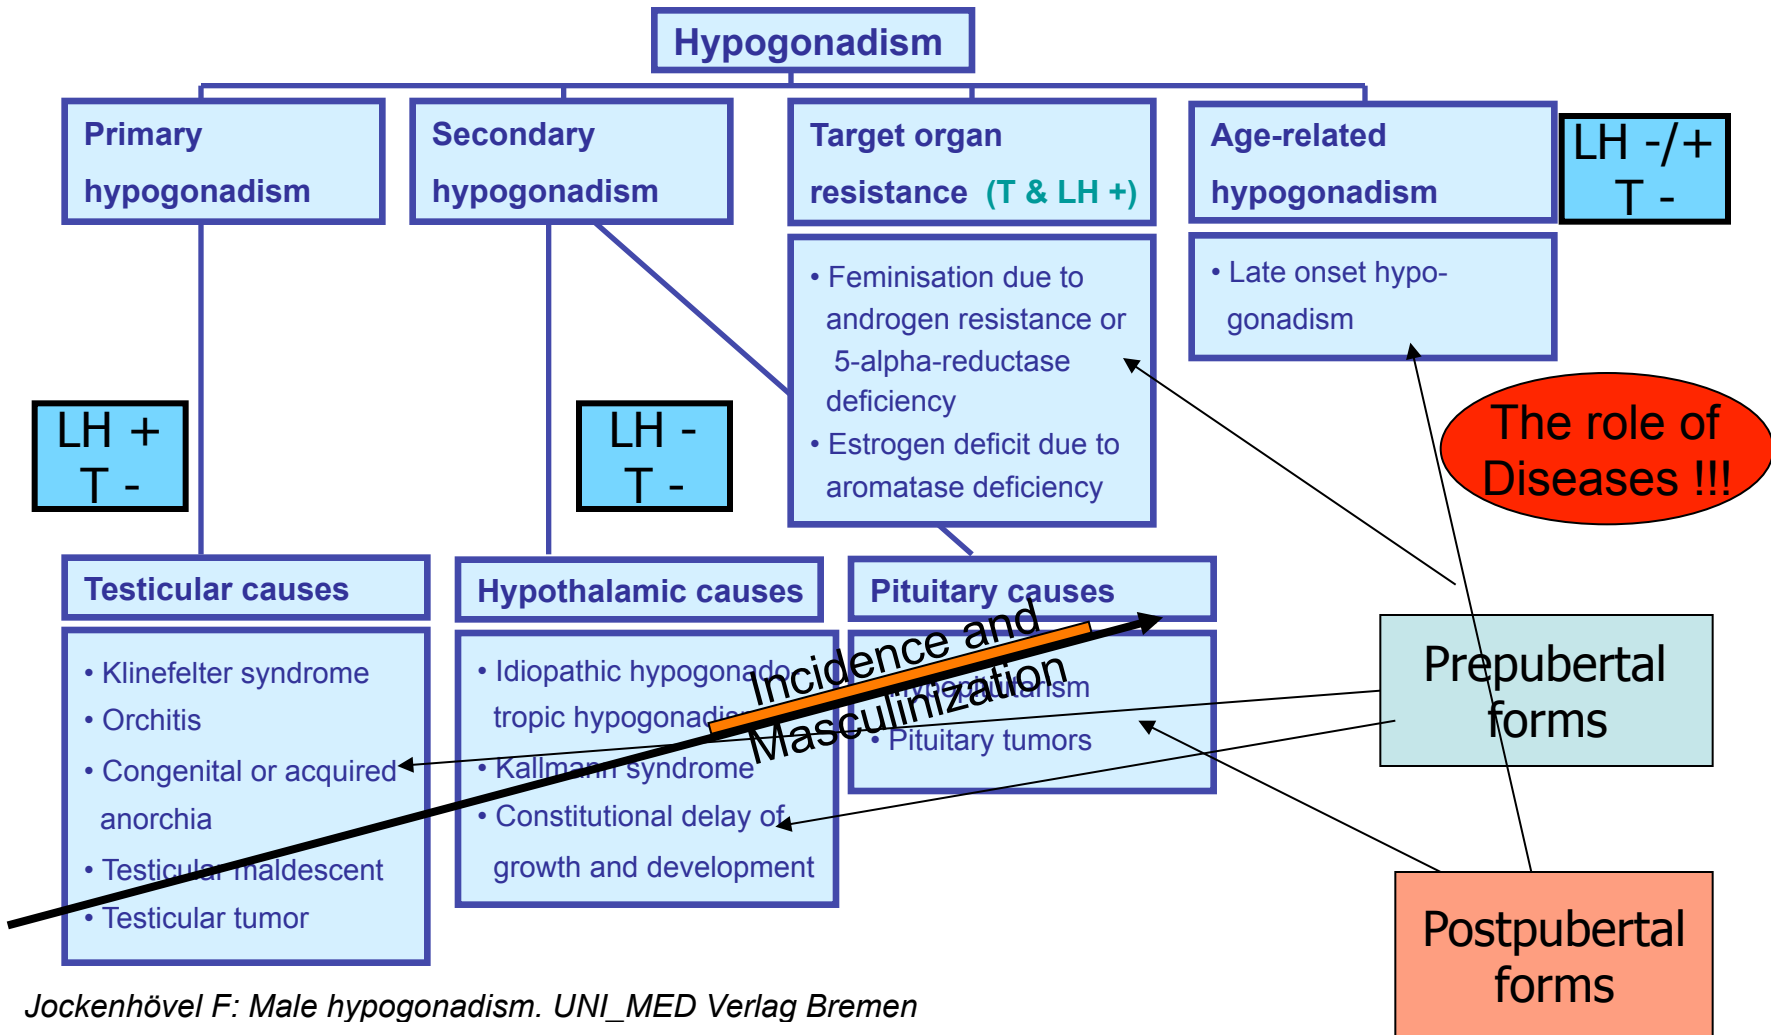 Hypogonadism
Primary
hypogonadism
Secondary
hypogonadism
Target organ
resistance (T & LH +)
Age-related
hypogonadism
LH -/+
T -
• Feminisation due to
androgen resistance or
5-alpha-reductase
deficiency
• Estrogen deficit due to
aromatase deficiency
• Late onset hypo-
gonadism
LH +
T -
LH -
T -
The role of
Diseases !!!
Testicular causes
• Klinefelter syndrome
• Orchitis
• Congenital or acquired
anorchia
• Testicular maldescent
• Testicular tumor
Hypothalamic causes
• Idiopathic hypogonado-
tropic hypogonadism
• Kallmann syndrome
• Constitutional delay of
growth and development
Pituitary causes
• Hypopituitarism
• Pituitary tumors
Incidence and
Masculinization
Prepubertal
forms
Postpubertal
forms
Jockenhövel F: Male hypogonadism. UNI_MED Verlag Bremen